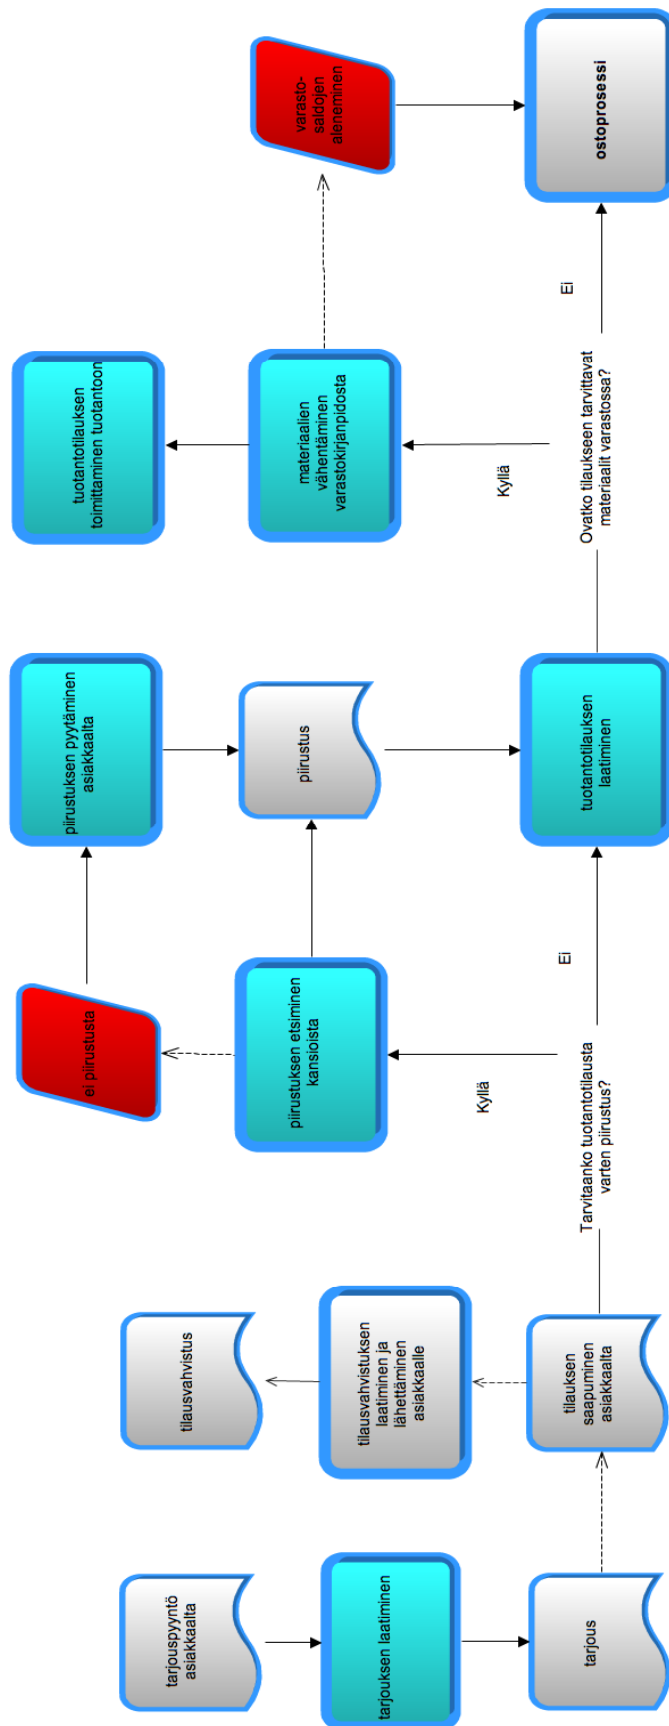 tarjouspyyntö
asiakkaalta
tarjouksen laatiminen
tarjous
tilausvahvistus
tilausvahvistuksen
laatiminen ja
lähettäminen
asiakkaalle
tilauksen
saapuminen
asiakkaalta
Tarvitaanko tuotantotilausta
varten piirustus?
Kyllä
Ei
ei piirustusta
piirustuksen etsiminen
kansioista
piirustuksen pyytäminen
asiakkaalta
piirustus
tuotantotilauksen
laatiminen
Ovatko tilaukseen tarvittavat
materiaalit varastossa?
Kyllä
Ei
tuotantotilauksen
toimittaminen tuotantoon
materiaalien
vähentäminen
varastokirjanpidosta
varasto-
saldojen
aleneminen
ostoprosessi